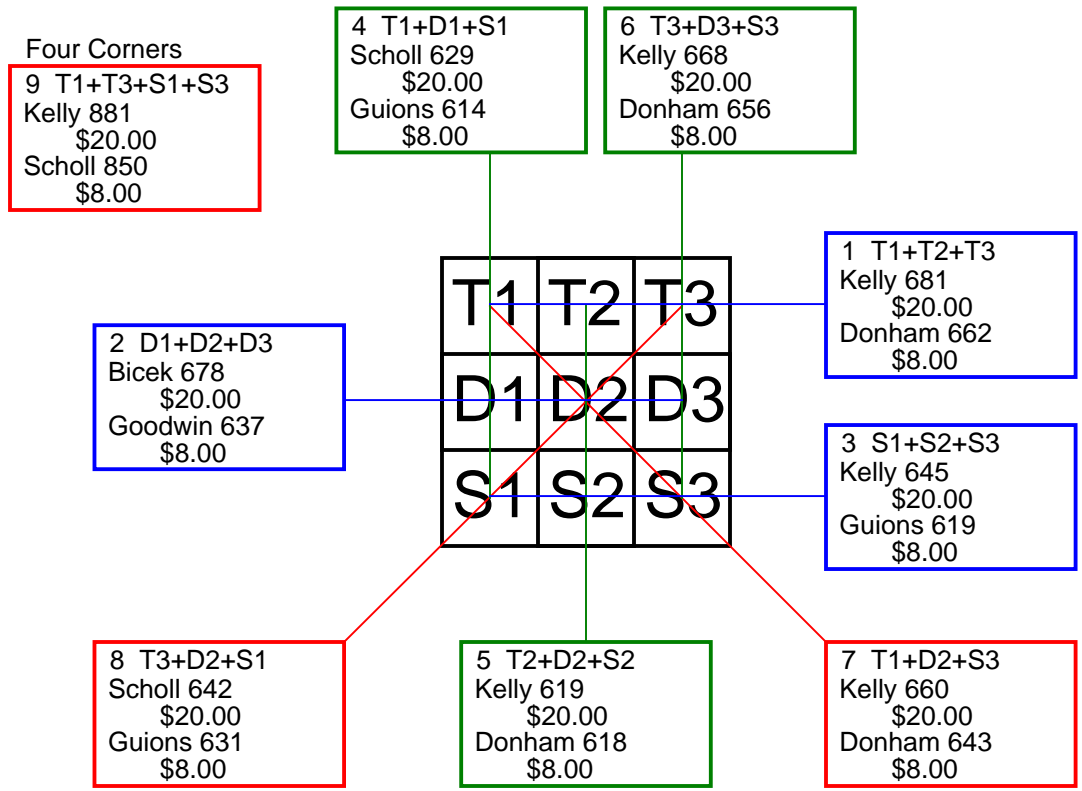 Four Corners
9 T1+T3+S1+S3
Kelly 881
$20.00
Scholl 850
$8.00
4 T1+D1+S1
Scholl 629
$20.00
Guions 614
$8.00
6 T3+D3+S3
Kelly 668
$20.00
Donham 656
$8.00
1 T1+T2+T3
Kelly 681
$20.00
Donham 662
$8.00
T1 T2 T3
2 D1+D2+D3
Bicek 678
$20.00
Goodwin 637
$8.00
D1 D2 D3
3 S1+S2+S3
Kelly 645
$20.00
Guions 619
$8.00
S1 S2 S3
8 T3+D2+S1
Scholl 642
$20.00
Guions 631
$8.00
5 T2+D2+S2
Kelly 619
$20.00
Donham 618
$8.00
7 T1+D2+S3
Kelly 660
$20.00
Donham 643
$8.00